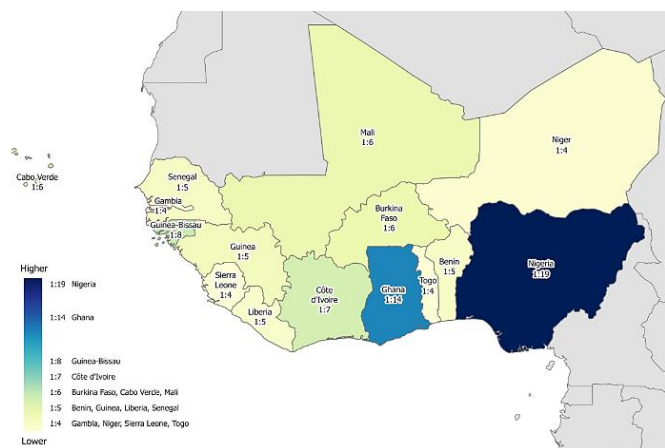 Mali
1:6
Niger
1:4
Cabo Verde
1:6
Senegal
1:5
Gambia
1:4
Guinea-Bissau
1:8
Burkina
Faso
1:6
Guinea
1:5
Benin
1:5
Nigeria
1:19
Sierra
Leone
1:4
Côte
d'Ivoire
1:7
Ghana
1:14
Togo
1:4
Liberia
1:5
Higher
1:19 Nigeria
1:14 Ghana
1:8 Guinea-Bissau
1:7 Côte d'Ivoire
1:6 Burkina Faso, Cabo Verde, Mali
1:5 Benin, Guinea, Liberia, Senegal
1:4 Gambia, Niger, Sierra Leone, Togo
Lower